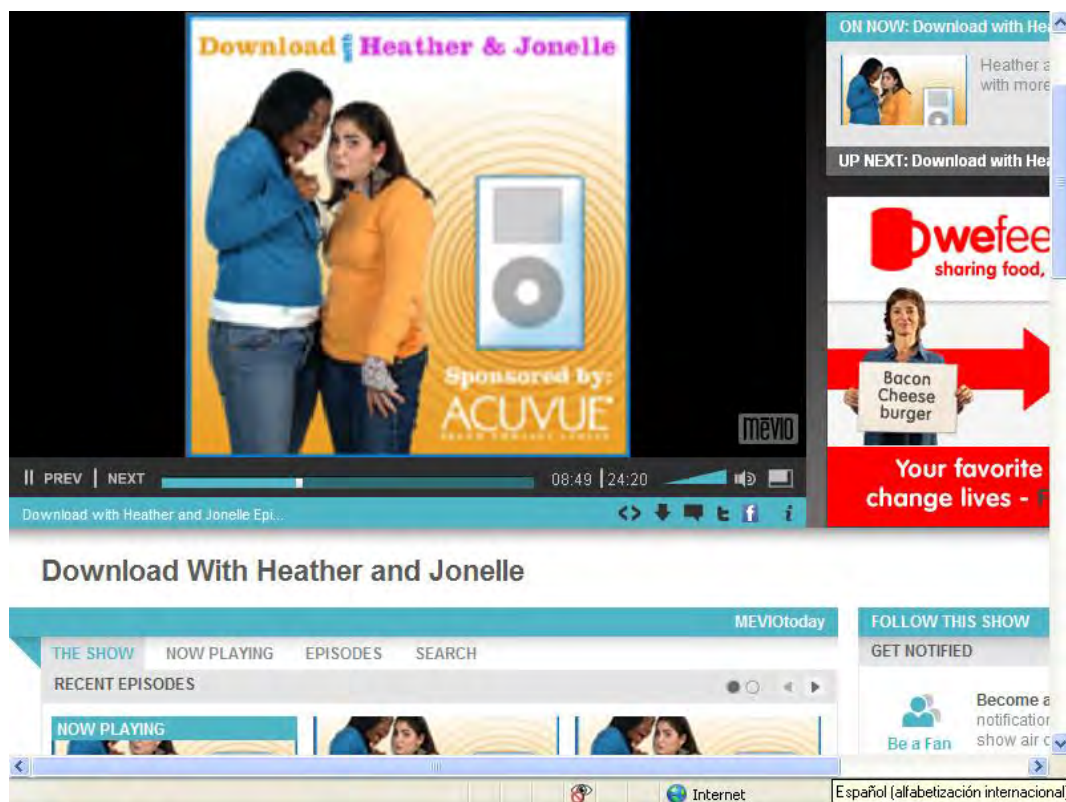 Download with Heather & Jonelle
Sponsored by:
ACUVUE
mevio
PREV | NEXT
08:49 | 24:20
Download with Heather and Jonelle Epi...
ON NOW: Download with Hea
Heather a
with more
UP NEXT: Download with Hea
wefee
sharing food,
Bacon
Cheese
burger
Your favorite
change lives - F
Download With Heather and Jonelle
MEVIOtoday
THE SHOW NOW PLAYING EPISODES SEARCH
RECENT EPISODES
NOW PLAYING
FOLLOW THIS SHOW
GET NOTIFIED
Become a
notification
show air d
Be a Fan
Internet
Español (alfabetización internacional)